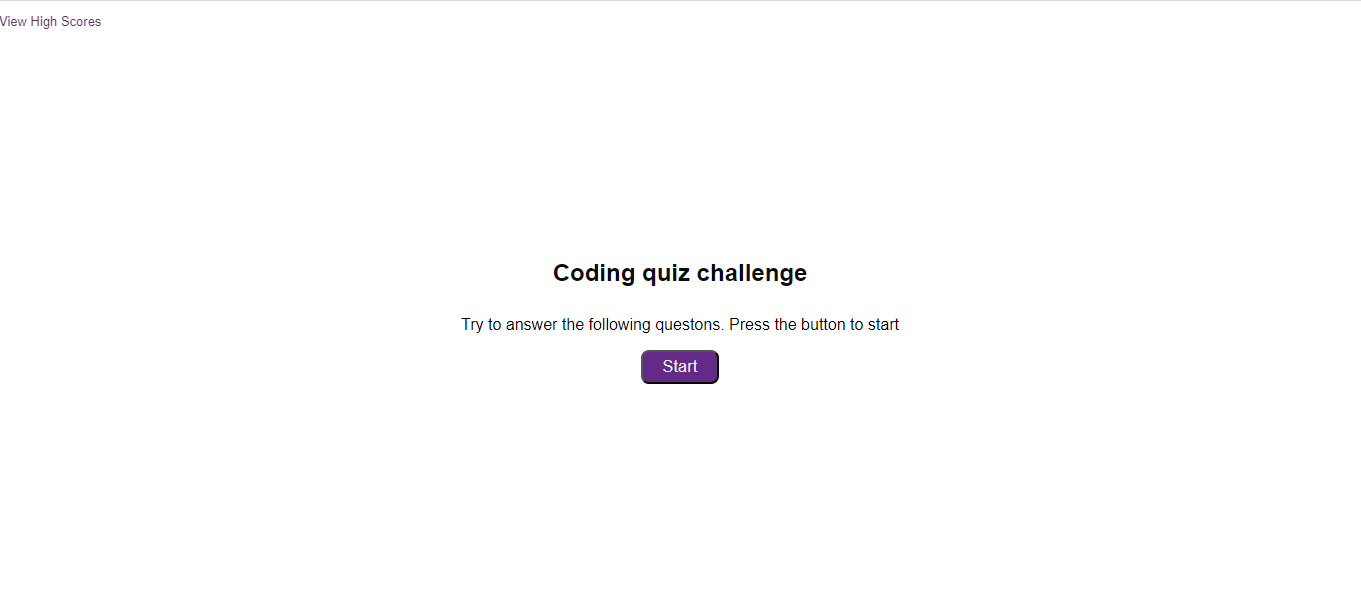 View High Scores
Coding quiz challenge
Try to answer the following questons. Press the button to start
Start